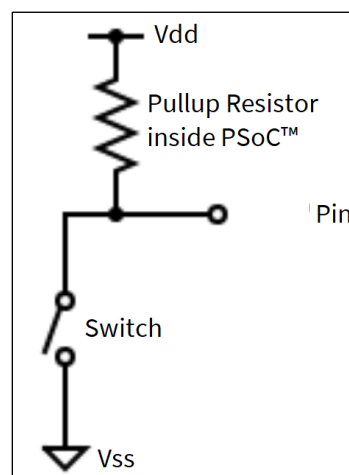 Vdd
Pullup Resistor
inside PSoC™
Pin
Switch
Vss